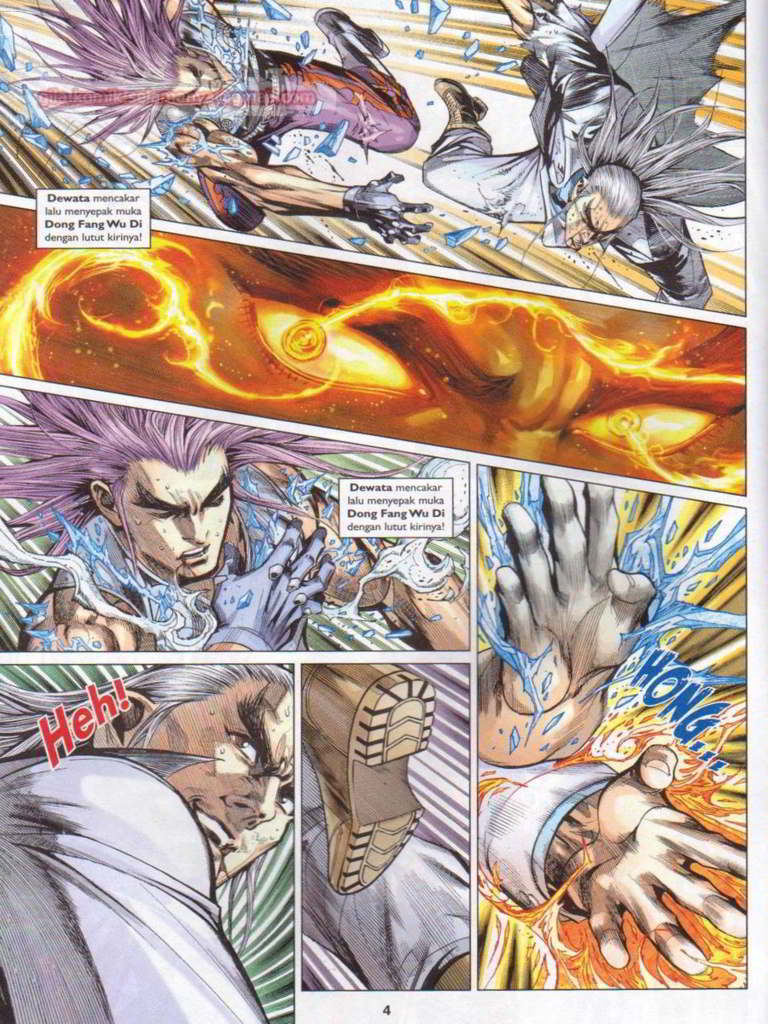 Dewata mencakar
lalu menyepak muka
Dong Fang Wu Di
dengan lutut kirinya!
Dewata mencakar
lalu menyepak muka
Dong Fang Wu Di
dengan lutut kirinya!
HONG...
Heh!
4